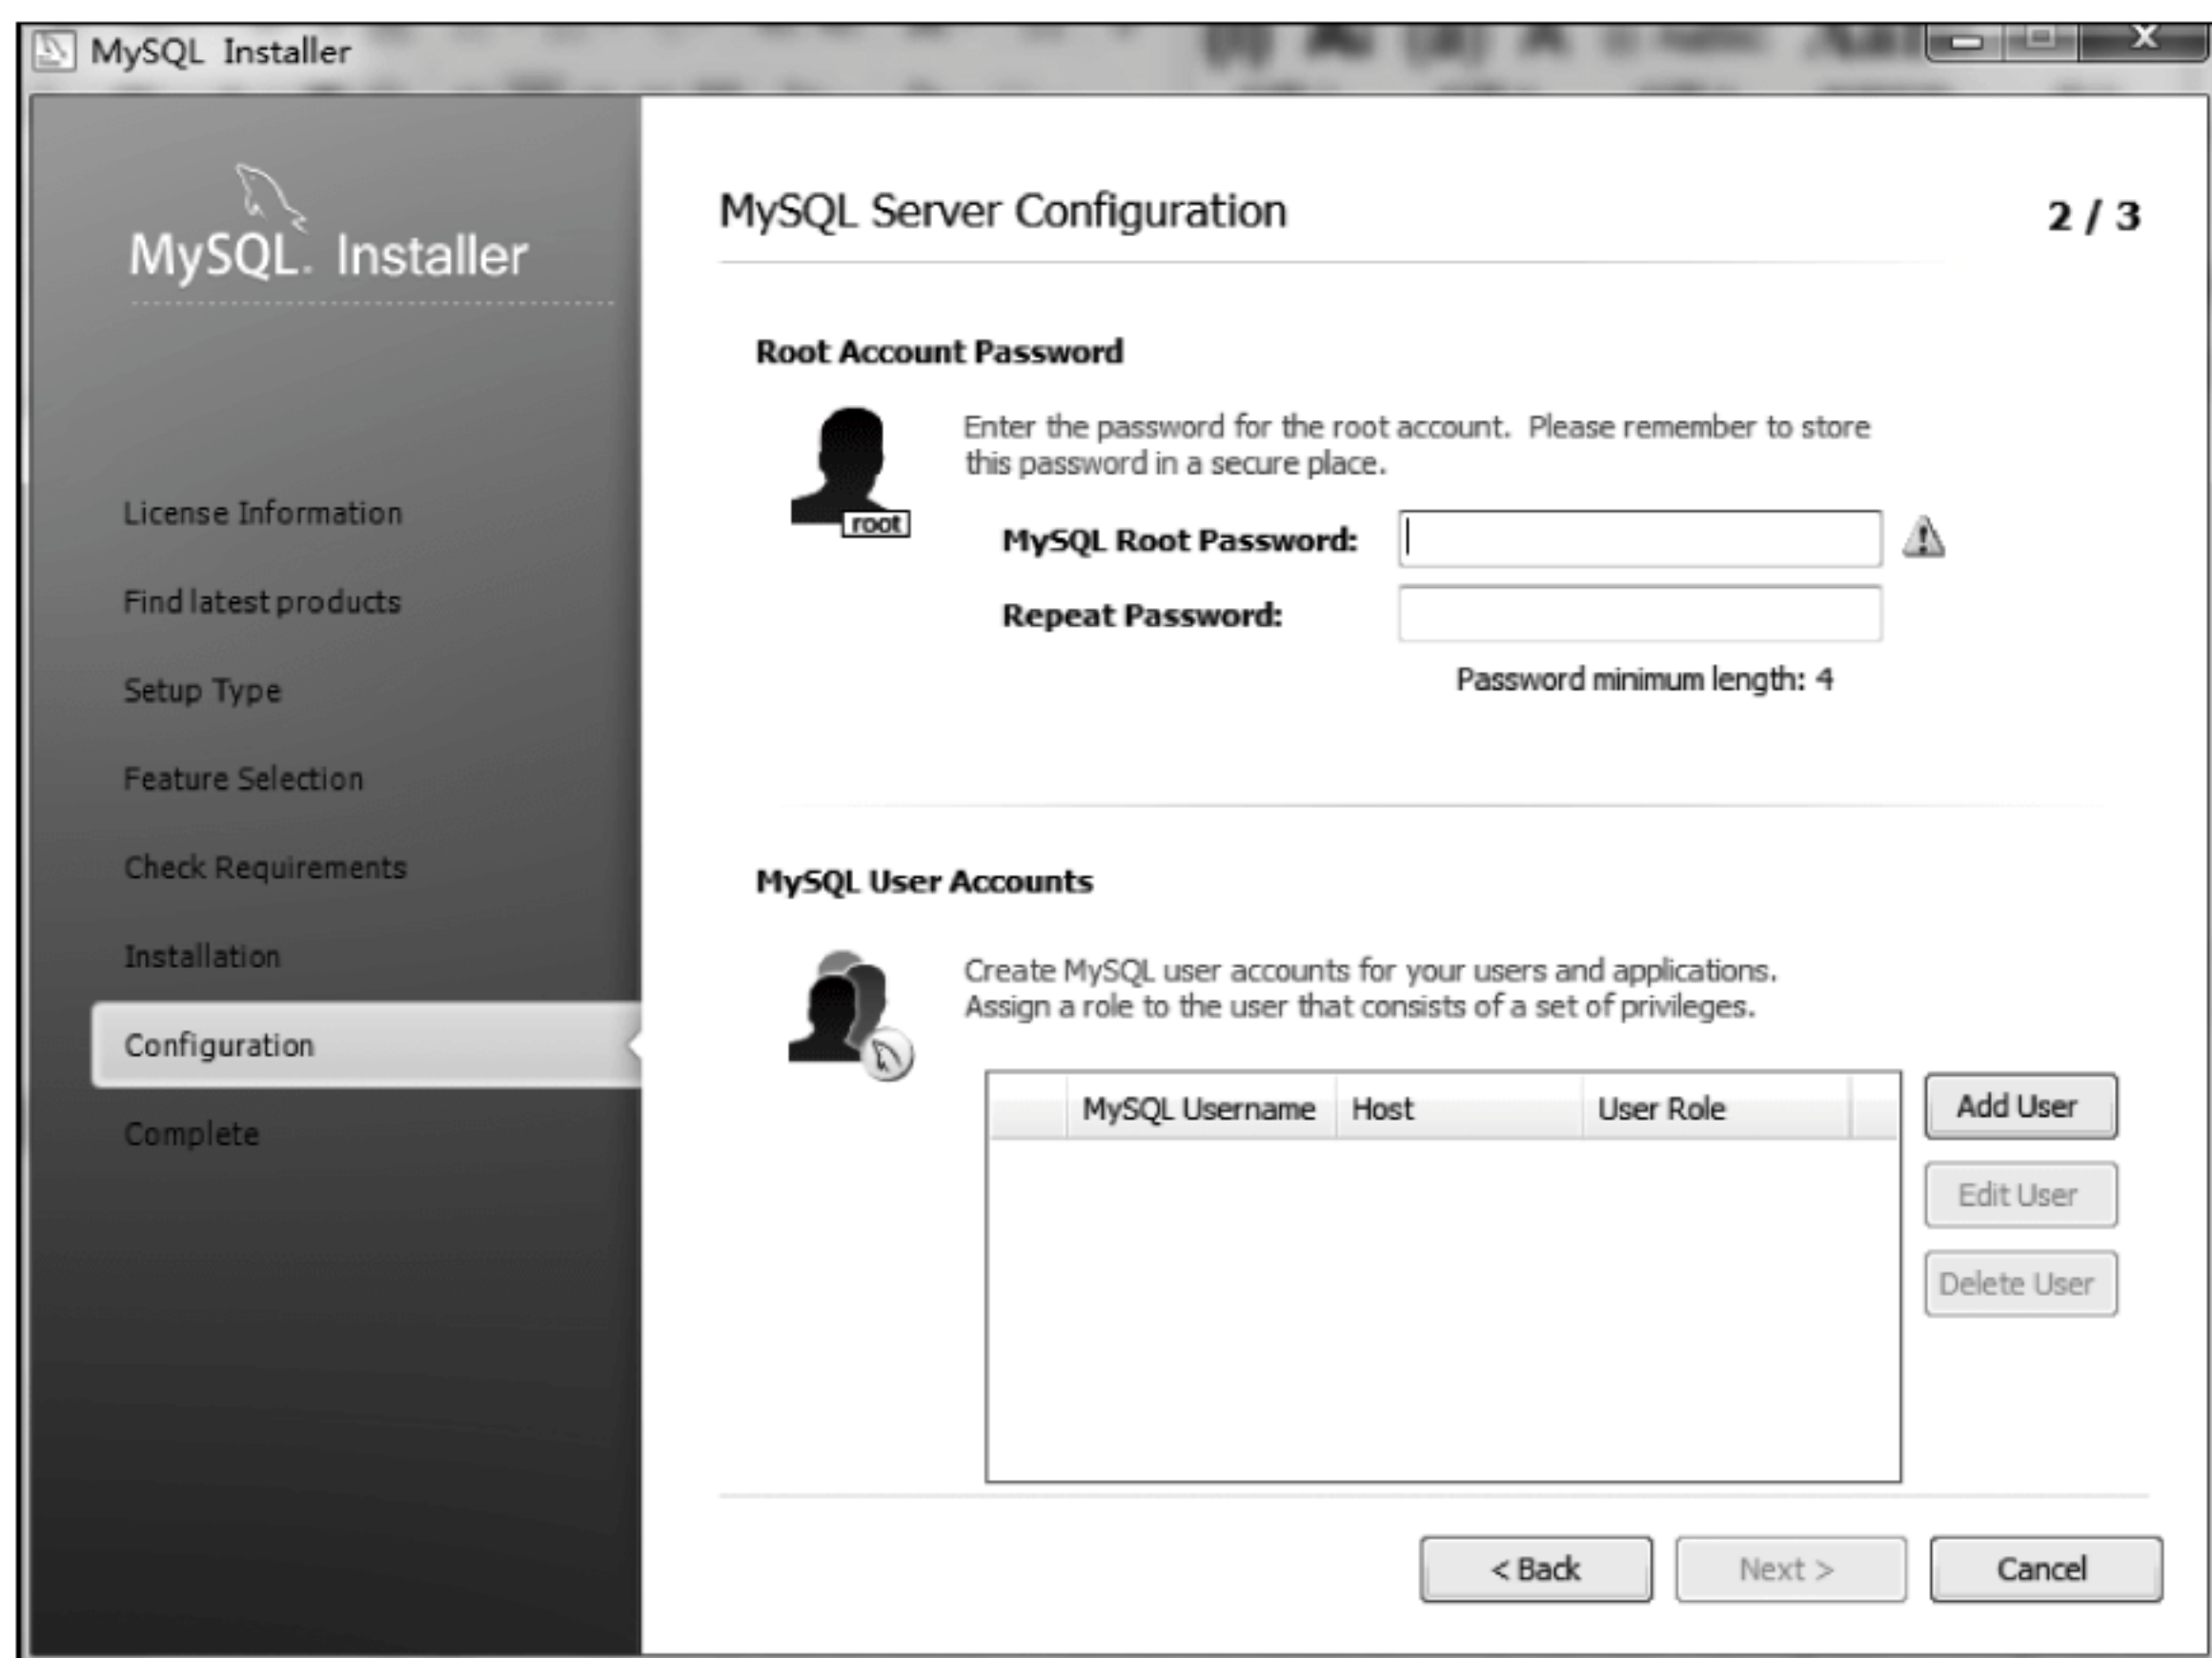 MySQL Installer
MySQL Installer
License Information
Find latest products
Setup Type
Feature Selection
Check Requirements
Installation
Configuration
Complete
MySQL Server Configuration
2 / 3
Root Account Password
Enter the password for the root account. Please remember to store
this password in a secure place.
root
MySQL Root Password:
Repeat Password:
Password minimum length: 4
MySQL User Accounts
Create MySQL user accounts for your users and applications.
Assign a role to the user that consists of a set of privileges.
MySQL Username Host User Role
Add User
Edit User
Delete User
< Back Next > Cancel